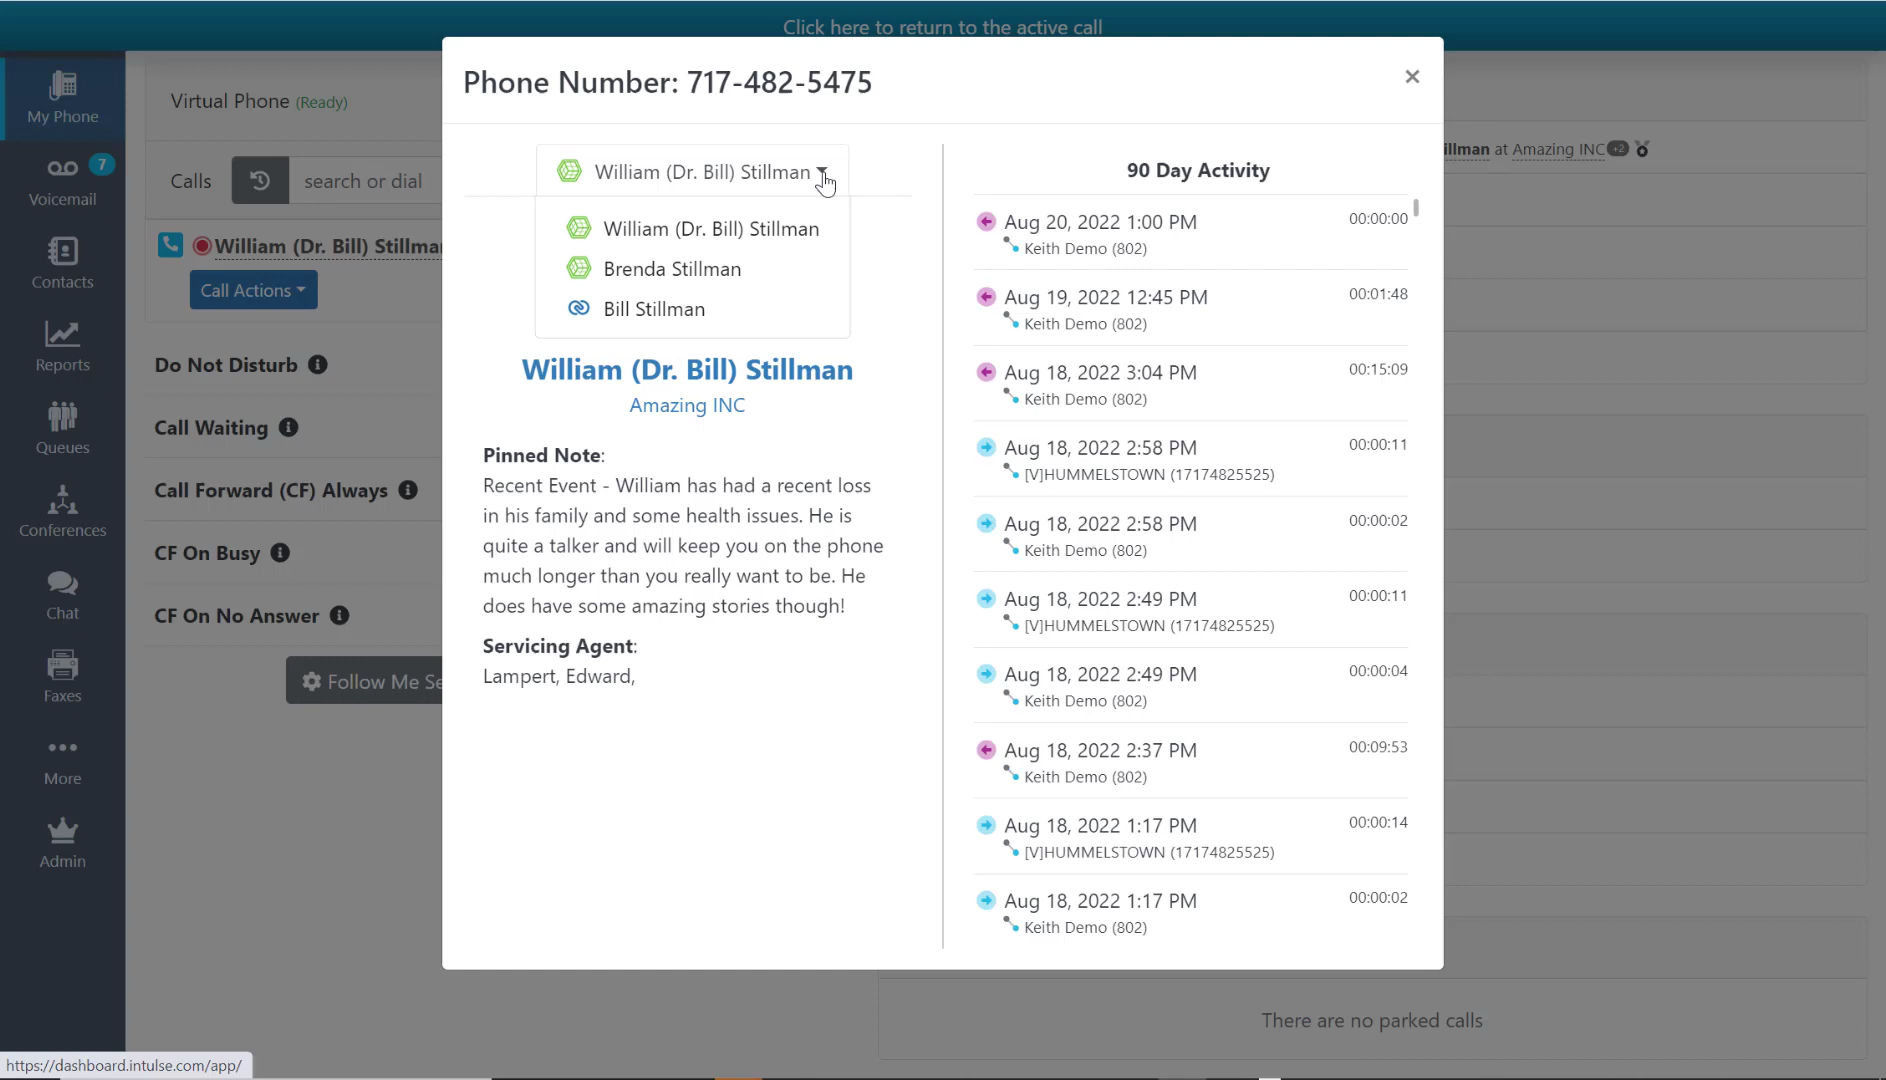 Click here to return to the active call
Phone Number: 717-482-5475
×
My Phone
Voicemail
7
Contacts
Reports
Queues
Conferences
Chat
Faxes
More
Admin
Virtual Phone (Ready)
Calls
search or dial
William (Dr. Bill) Stillma
Call Actions
Do Not Disturb
Call Waiting
Call Forward (CF) Always
CF On Busy
CF On No Answer
Follow Me Se
William (Dr. Bill) Stillman
William (Dr. Bill) Stillman
Brenda Stillman
Bill Stillman
William (Dr. Bill) Stillman
Amazing INC
Pinned Note:
Recent Event - William has had a recent loss
in his family and some health issues. He is
quite a talker and will keep you on the phone
much longer than you really want to be. He
does have some amazing stories though!
Servicing Agent:
Lampert, Edward,
90 Day Activity
Aug 20, 2022 1:00 PM 00:00:00
Keith Demo (802)
Aug 19, 2022 12:45 PM 00:01:48
Keith Demo (802)
Aug 18, 2022 3:04 PM 00:15:09
Keith Demo (802)
Aug 18, 2022 2:58 PM 00:00:11
[V]HUMMELSTOWN (17174825525)
Aug 18, 2022 2:58 PM 00:00:02
Keith Demo (802)
Aug 18, 2022 2:49 PM 00:00:11
[V]HUMMELSTOWN (17174825525)
Aug 18, 2022 2:49 PM 00:00:04
Keith Demo (802)
Aug 18, 2022 2:37 PM 00:09:53
Keith Demo (802)
Aug 18, 2022 1:17 PM 00:00:14
[V]HUMMELSTOWN (17174825525)
Aug 18, 2022 1:17 PM 00:00:02
Keith Demo (802)
illman at Amazing INC +2
There are no parked calls
https://dashboard.intulse.com/app/